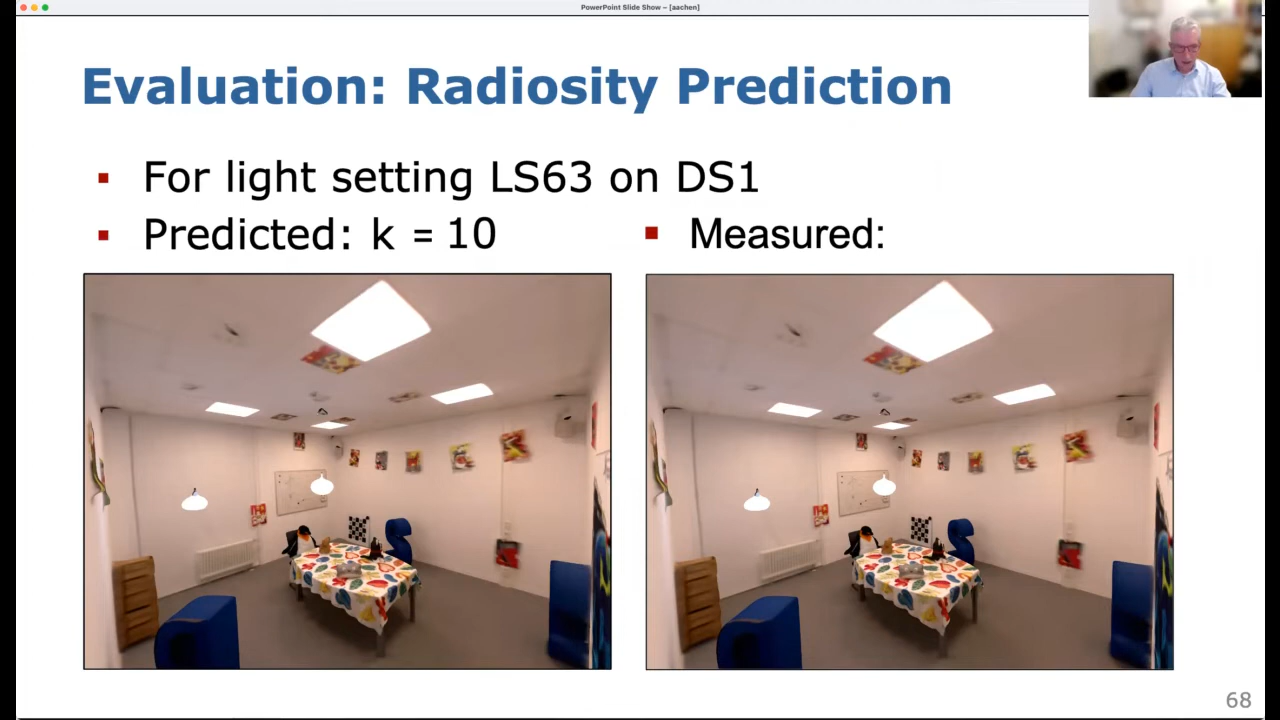 PowerPoint Slide Show – [aachen]
Evaluation: Radiosity Prediction
▪ For light setting LS63 on DS1
▪ Predicted: k = 10
▪ Measured:
68